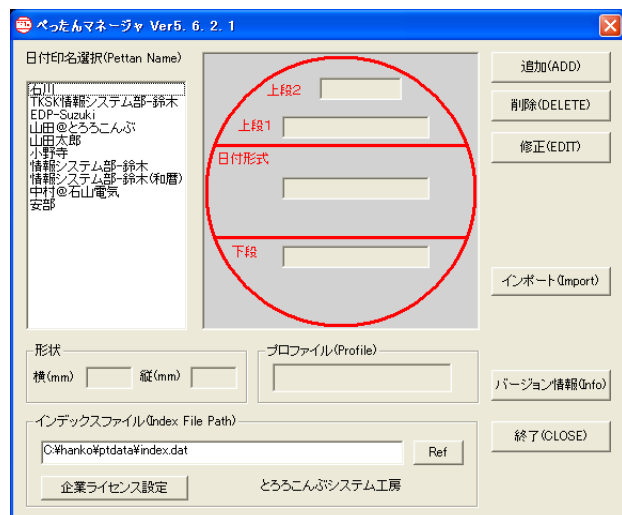 ぺったんマネージャ Ver5. 6. 2. 1
日付印名選択(Pettan Name)
石川
TKSK情報システム部-鈴木
EDP-Suzuki
山田@とろろこんぶ
山田太郎
小野寺
情報システム部-鈴木
情報システム部-鈴木(和暦)
中村@石山電気
安部
上段2
上段1
日付形式
下段
追加(ADD)
削除(DELETE)
修正(EDIT)
インポート(Import)
バージョン情報(Info)
終了(CLOSE)
形状
横(mm)
縦(mm)
プロファイル(Profile)
インデックスファイル(Index File Path)
C:¥hanko¥ptdata¥index.dat
Ref
企業ライセンス設定
とろろこんぶシステム工房